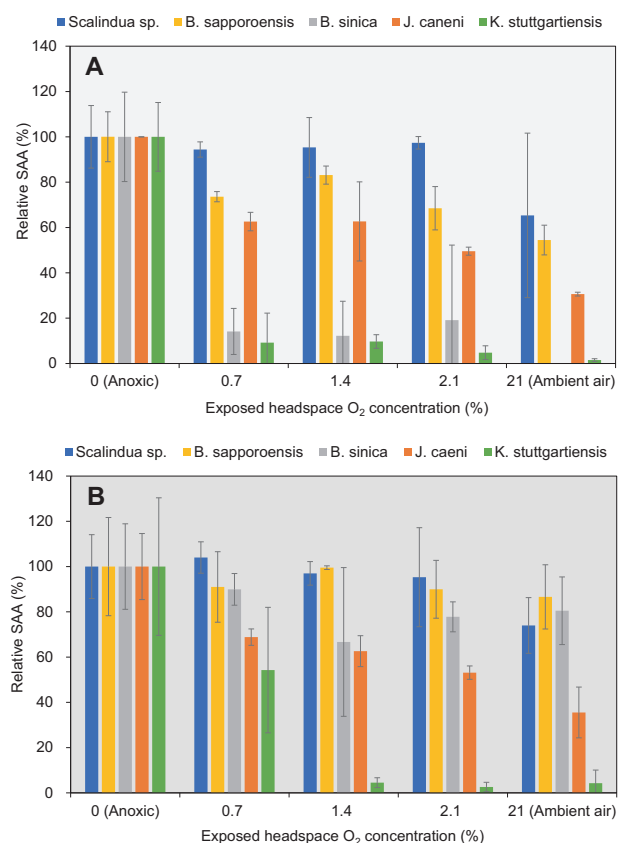 Scalindua sp. B. sapporoensis B. sinica J. caneni K. stuttgartiensis
A
140
120
100
80
60
40
20
0
Relative SAA (%)
0 (Anoxic) 0.7 1.4 2.1 21 (Ambient air)
Exposed headspace O₂ concentration (%)
Scalindua sp. B. sapporoensis B. sinica J. caeni K. stuttgartiensis
B
140
120
100
80
60
40
20
0
Relative SAA (%)
0 (Anoxic) 0.7 1.4 2.1 21 (Ambient air)
Exposed headspace O₂ concentration (%)